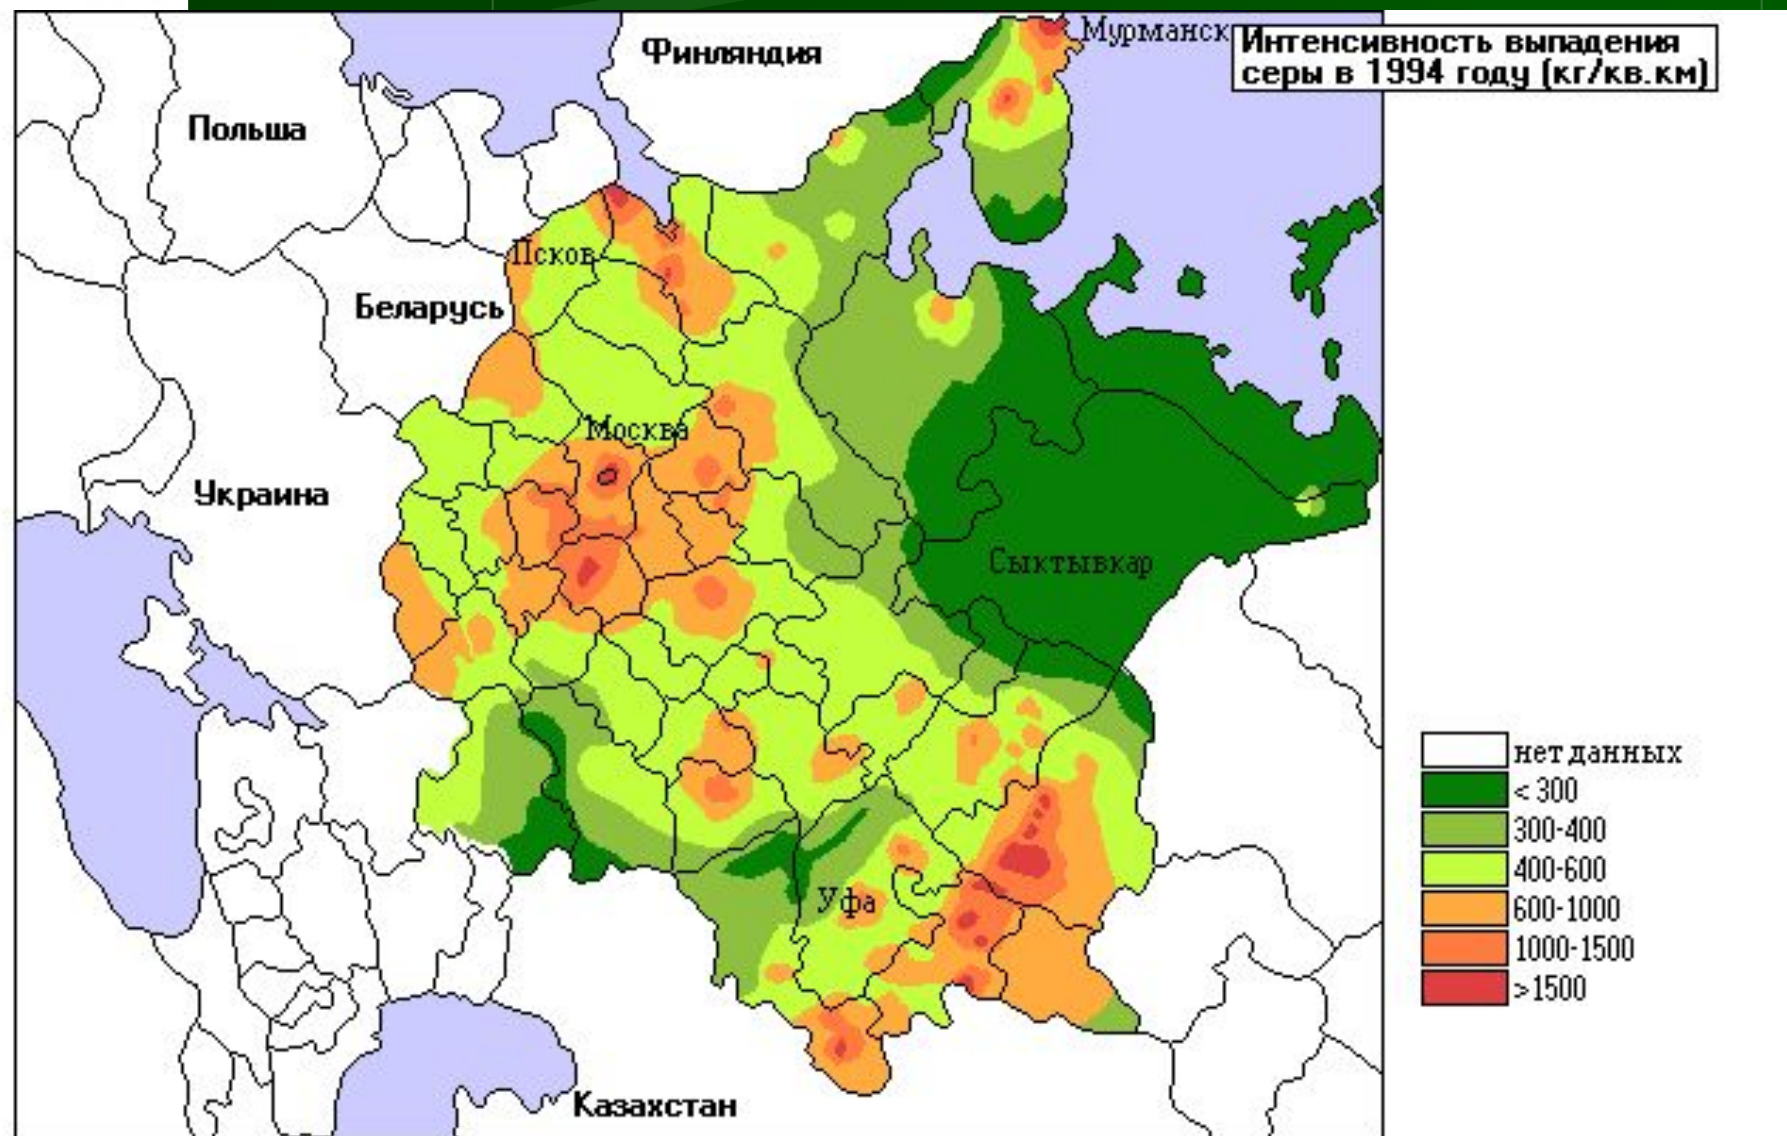 Мурманск
Интенсивность выпадения
серы в 1994 году (кг/кв.км)
Финляндия
Польша
Псков
Беларусь
Москва
Украина
Сыктывкар
Уфа
Казахстан
нет данных
< 300
300-400
400-600
600-1000
1000-1500
>1500